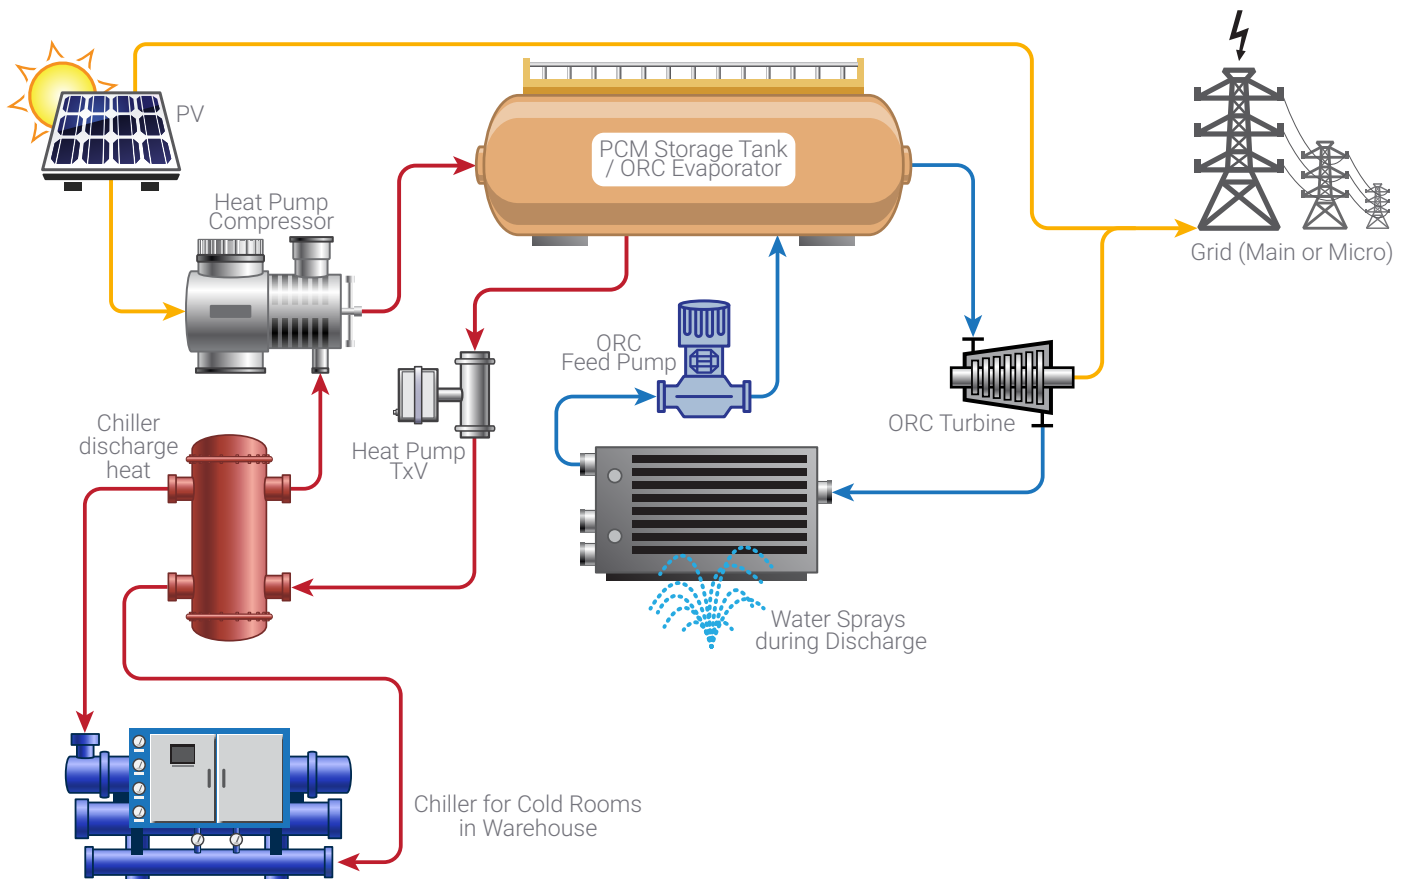 PV
PCM Storage Tank
/ ORC Evaporator
Heat Pump
Compressor
Grid (Main or Micro)
ORC
Feed Pump
ORC Turbine
Chiller
discharge
heat
Heat Pump
TxV
Water Sprays
during Discharge
Chiller for Cold Rooms
in Warehouse